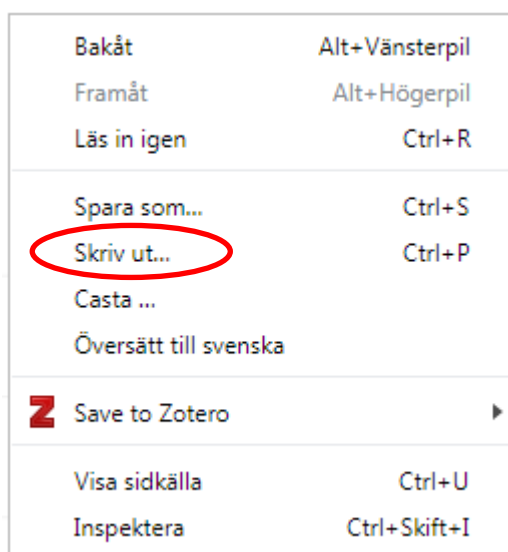 Bakåt Alt+Vänsterpil
Framåt Alt+Högerpil
Läs in igen Ctrl+R
Spara som... Ctrl+S
Skriv ut... Ctrl+P
Casta ...
Översätt till svenska
Z Save to Zotero
Visa sidkälla Ctrl+U
Inspektera Ctrl+Skift+I